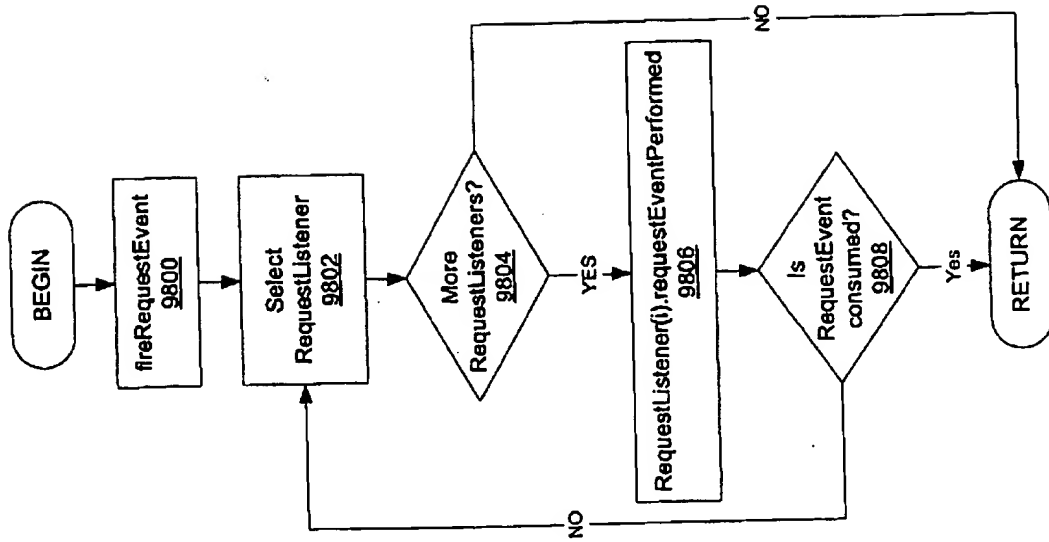 BEGIN
fireRequestEvent
9800
Select
RequestListener
9802
More
RequestListeners?
9804
YES
NO
RequestListener(i).requestEventPerformed
9806
Is
RequestEvent
consumed?
9808
NO
Yes
RETURN